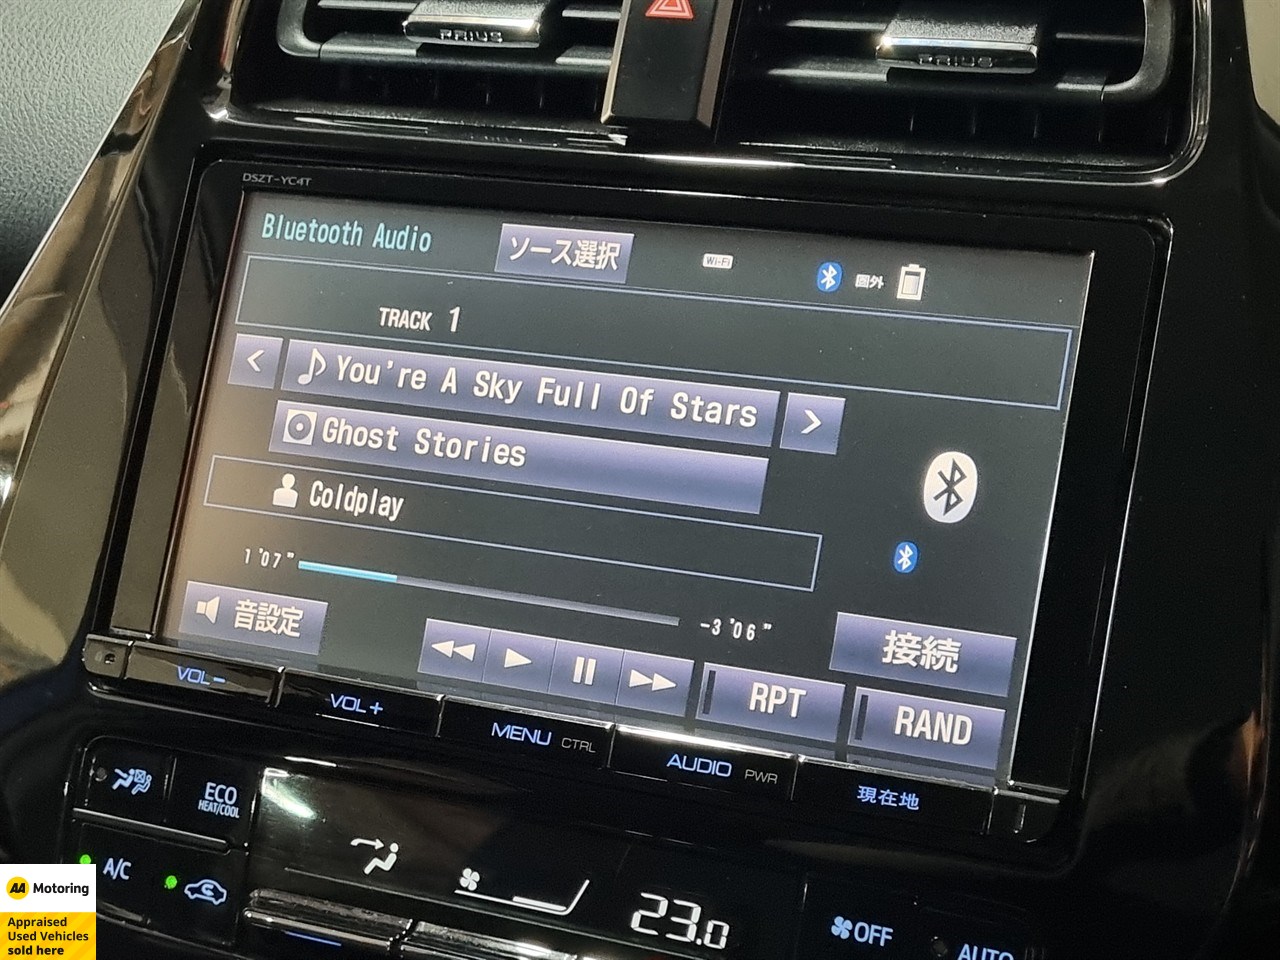 PRIUS
PRIUS
DSZT-YC4T
Bluetooth Audio
ソース選択
Wi-Fi
圏外
TRACK 1
<
You're A Sky Full Of Stars
>
Ghost Stories
Coldplay
1'07"
-3'06"
音設定
接続
RPT
RAND
VOL−
VOL+
MENU CTRL
AUDIO PWR
現在地
ECO
HEAT/COOL
A/C
23.0
OFF
AUTO
AA Motoring
Appraised
Used Vehicles
sold here